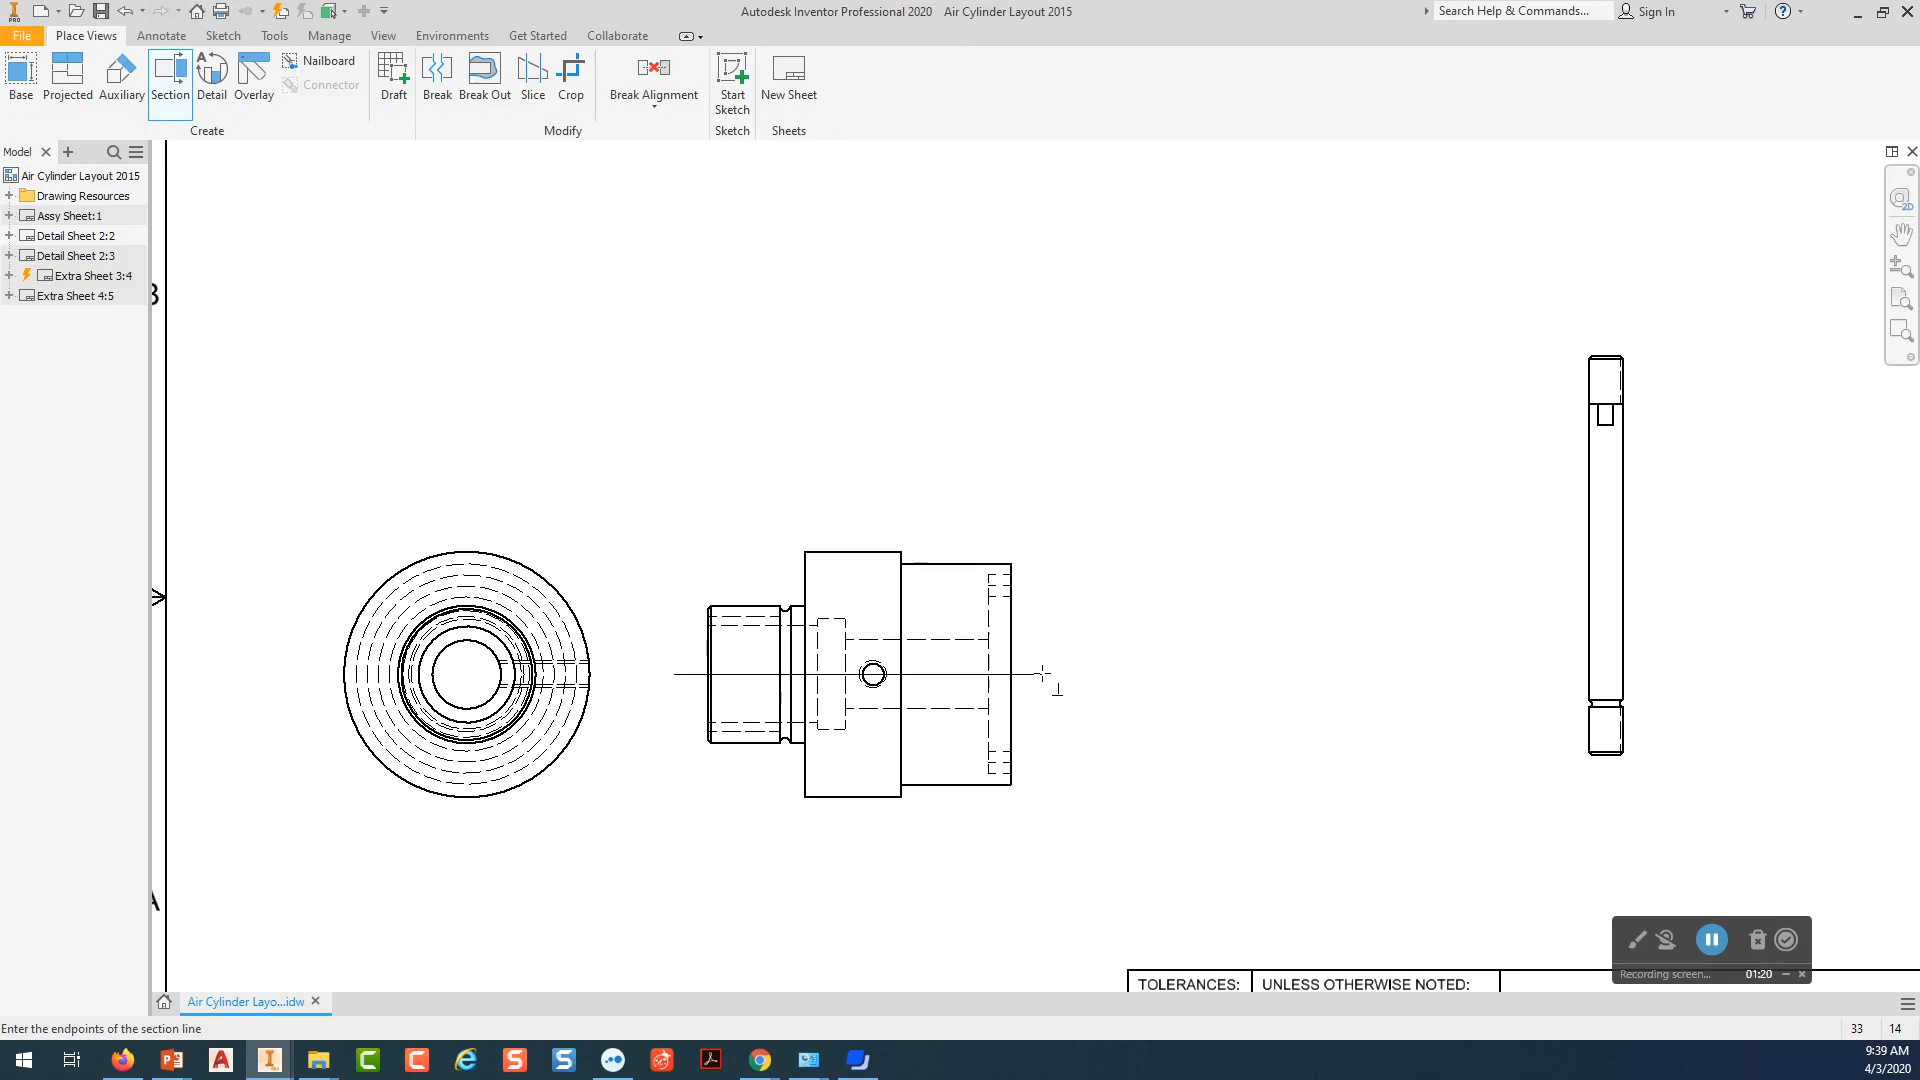 Autodesk Inventor Professional 2020 Air Cylinder Layout 2015
Search Help & Commands...
Sign In
File
Place Views
Annotate
Sketch
Tools
Manage
View
Environments
Get Started
Collaborate
Base
Projected
Auxiliary
Section
Detail
Overlay
Nailboard
Connector
Draft
Break
Break Out
Slice
Crop
Break Alignment
Start
Sketch
New Sheet
Create
Modify
Sketch
Sheets
Model
Air Cylinder Layout 2015
Drawing Resources
Assy Sheet:1
Detail Sheet 2:2
Detail Sheet 2:3
Extra Sheet 3:4
Extra Sheet 4:5
B
A
TOLERANCES:
UNLESS OTHERWISE NOTED:
Recording screen...
01:20
Air Cylinder Layo...idw
Enter the endpoints of the section line
33
14
9:39 AM
4/3/2020